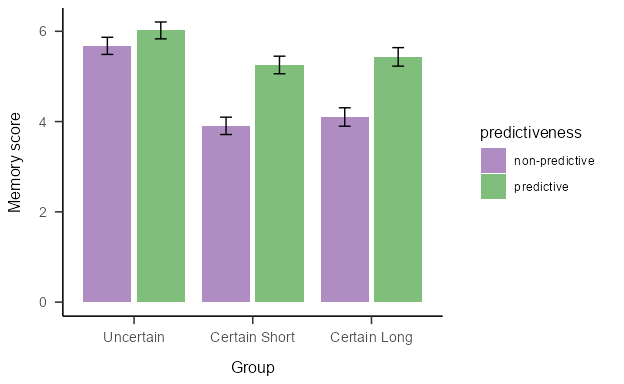 6
4
2
0
Memory score
Uncertain
Certain Short
Certain Long
Group
predictiveness
non-predictive
predictive